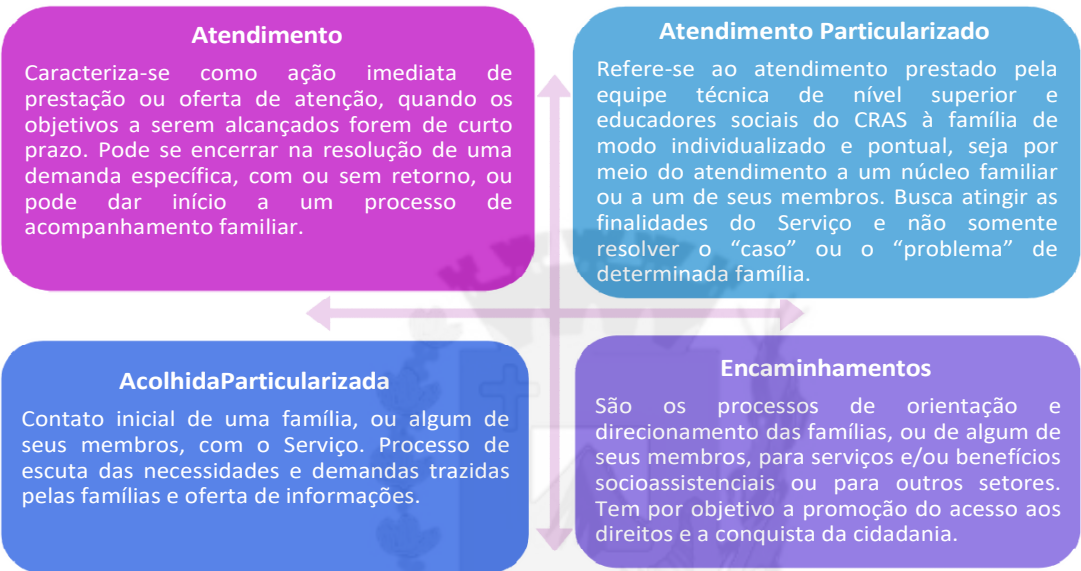 Atendimento
Caracteriza-se como ação imediata de
prestação ou oferta de atenção, quando os
objetivos a serem alcançados forem de curto
prazo. Pode se encerrar na resolução de uma
demanda específica, com ou sem retorno, ou
pode dar início a um processo de
acompanhamento familiar.
Atendimento Particularizado
Refere-se ao atendimento prestado pela
equipe técnica de nível superior e
educadores sociais do CRAS à família de
modo individualizado e pontual, seja por
meio do atendimento a um núcleo familiar
ou a um de seus membros. Busca atingir as
finalidades do Serviço e não somente
resolver o “caso” ou o “problema” de
determinada família.
AcolhidaParticularizada
Contato inicial de uma família, ou algum de
seus membros, com o Serviço. Processo de
escuta das necessidades e demandas trazidas
pelas famílias e oferta de informações.
Encaminhamentos
São os processos de orientação e
direcionamento das famílias, ou de algum de
seus membros, para serviços e/ou benefícios
socioassistenciais ou para outros setores.
Tem por objetivo a promoção do acesso aos
direitos e a conquista da cidadania.